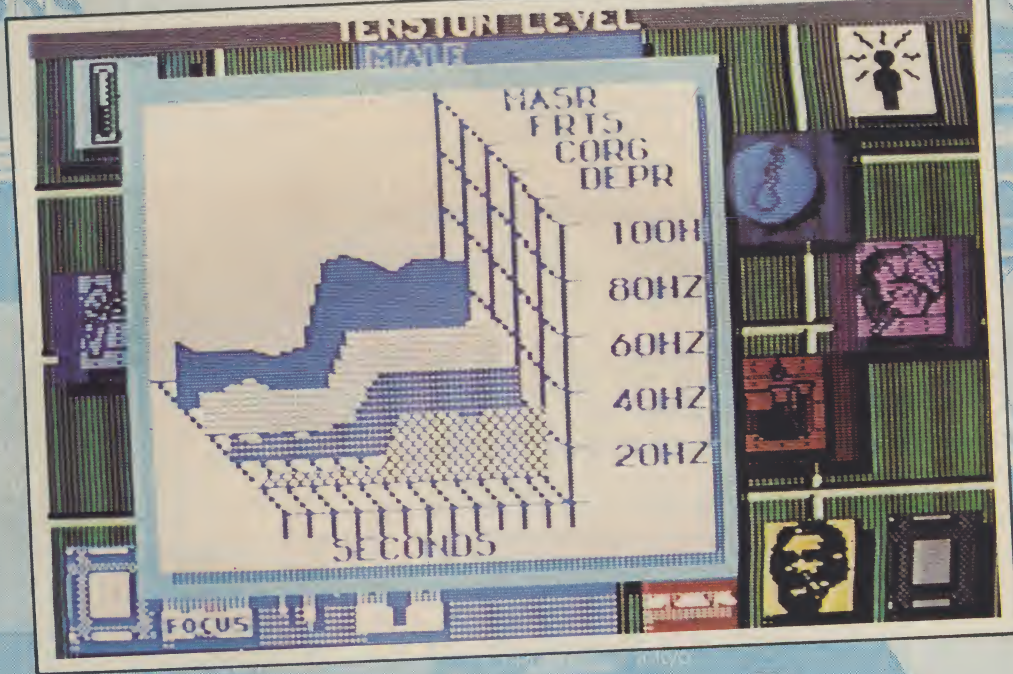 TENSION LEVEL
MALE
MASR
FRTS
CORG
DEPR
100H
80HZ
60HZ
40HZ
20HZ
SECONDS
FOCUS